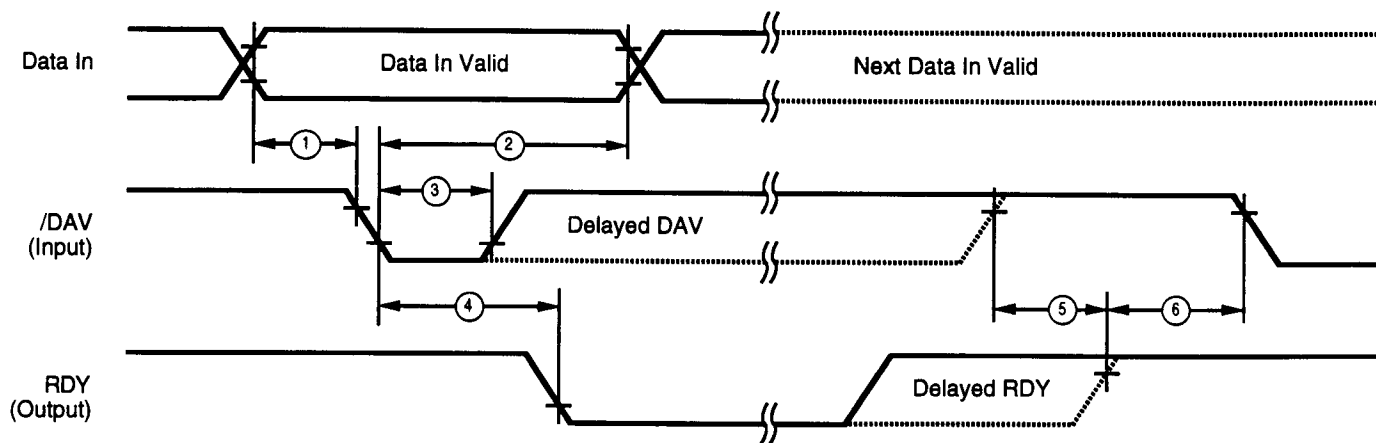 Data In
Data In Valid
Next Data In Valid
1
2
3
/DAV
(Input)
Delayed DAV
4
5
6
RDY
(Output)
Delayed RDY